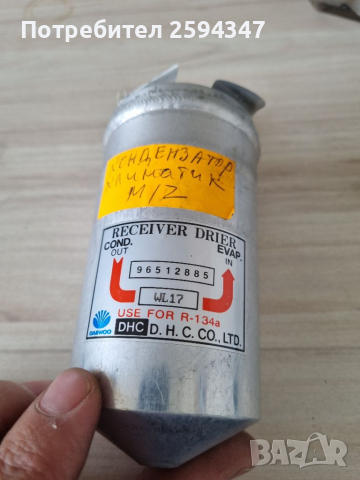 Потребител 2594347
КОНДЕНЗАТОР
КЛИМАТИК
M/Z
RECEIVER DRIER
COND. OUT
EVAP. IN
96512885
WL17
USE FOR R-134a
DAEWOO
DHC D. H. C. CO., LTD.
BAZAR